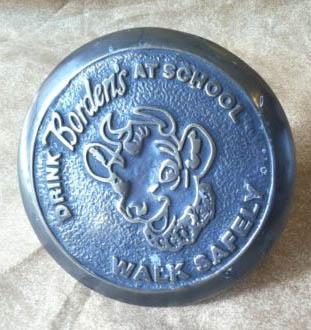 DRINK Borden's AT SCHOOL
WALK SAFELY